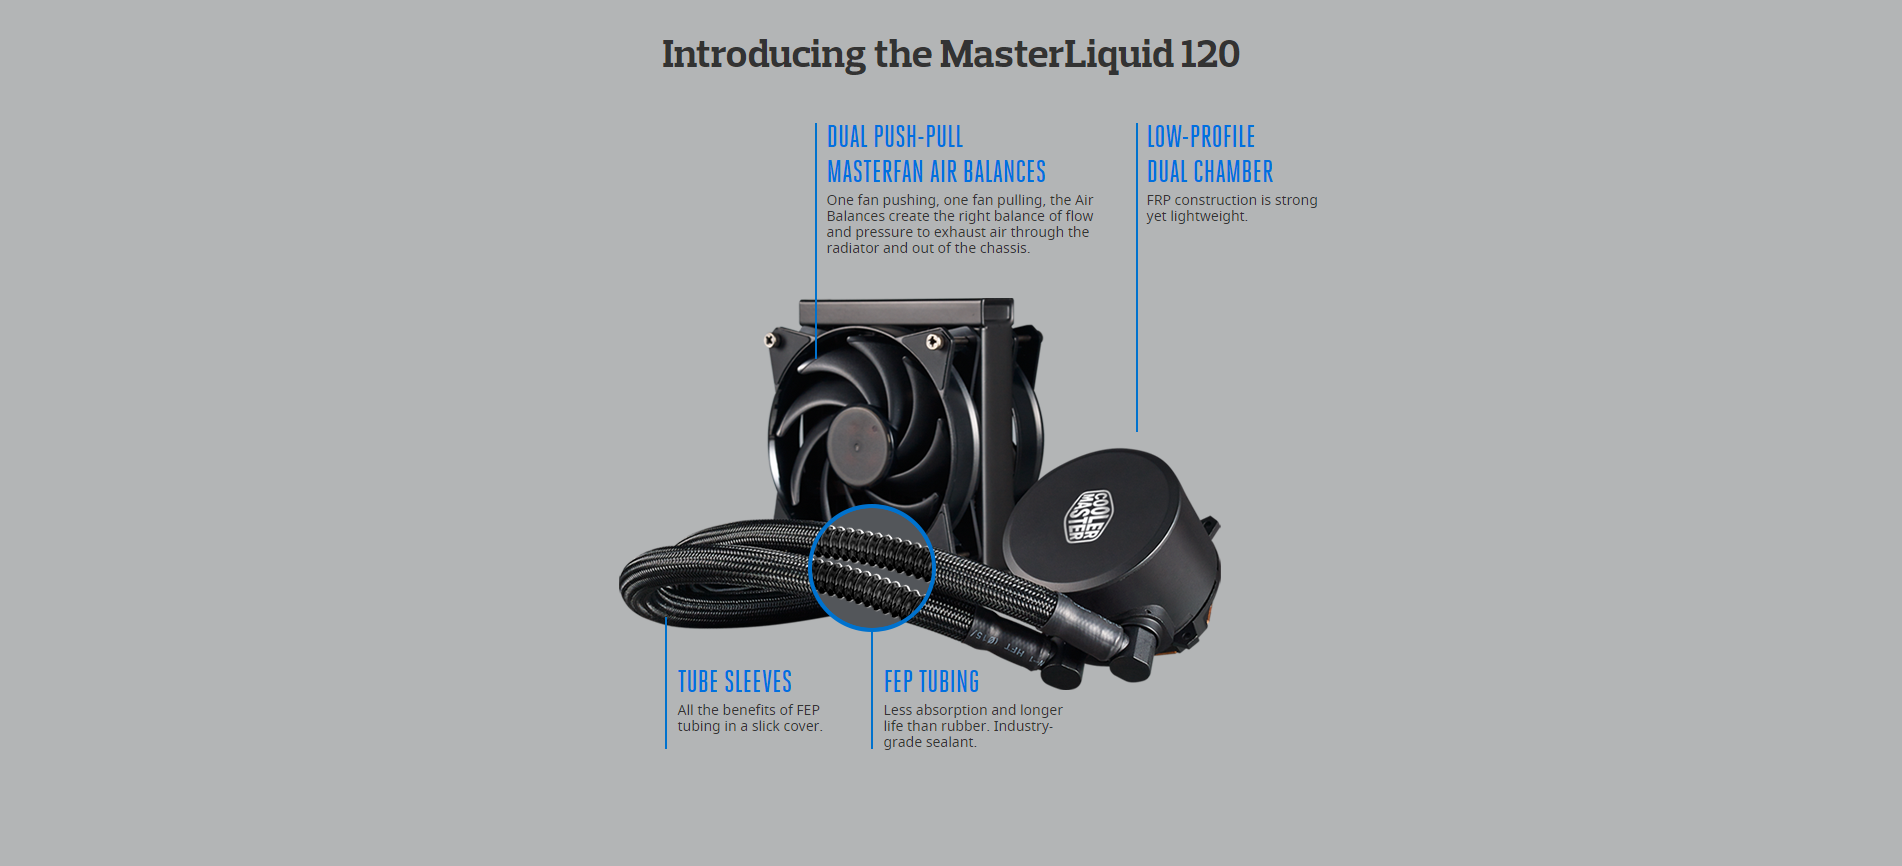 Introducing the MasterLiquid 120
DUAL PUSH-PULL
MASTERFAN AIR BALANCES
One fan pushing, one fan pulling, the Air
Balances create the right balance of flow
and pressure to exhaust air through the
radiator and out of the chassis.
LOW-PROFILE
DUAL CHAMBER
FRP construction is strong
yet lightweight.
COOLER
MASTER
TUBE SLEEVES
All the benefits of FEP
tubing in a slick cover.
FEP TUBING
Less absorption and longer
life than rubber. Industry-
grade sealant.